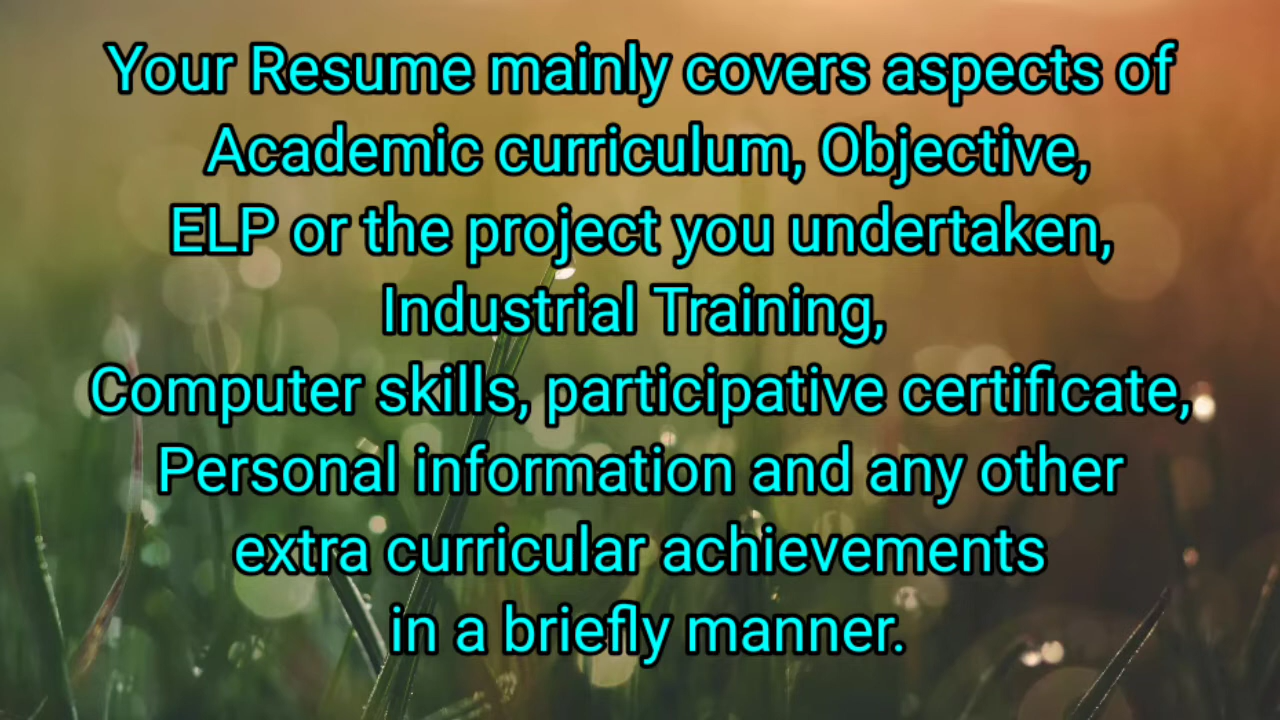 Your Resume mainly covers aspects of
Academic curriculum, Objective,
ELP or the project you undertaken,
Industrial Training,
Computer skills, participative certificate,
Personal information and any other
extra curricular achievements
in a briefly manner.